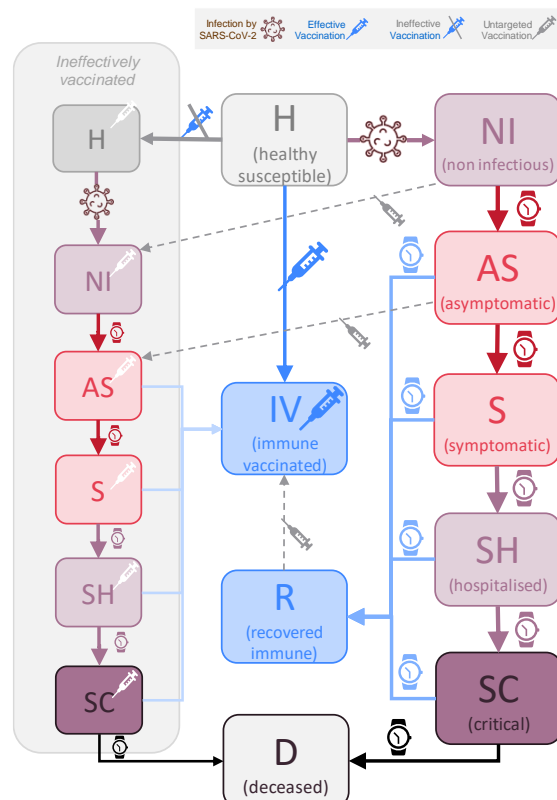 Infection by
SARS-CoV-2
Effective
Vaccination
Ineffective
Vaccination
Untargeted
Vaccination
Ineffectively
vaccinated
H
H
(healthy
susceptible)
NI
(non infectious)
NI
AS
(asymptomatic)
AS
IV
(immune
vaccinated)
S
(symptomatic)
S
SH
R
(recovered
immune)
SH
(hospitalised)
SC
SC
(critical)
D
(deceased)